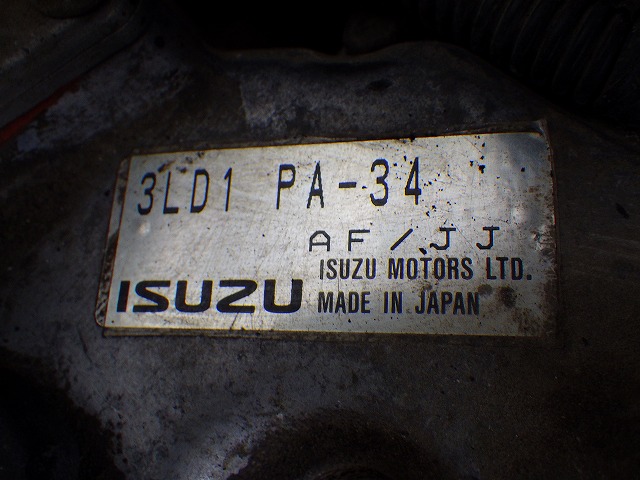 3LD1 PA-34
AF/JJ
ISUZU MOTORS LTD.
ISUZU MADE IN JAPAN